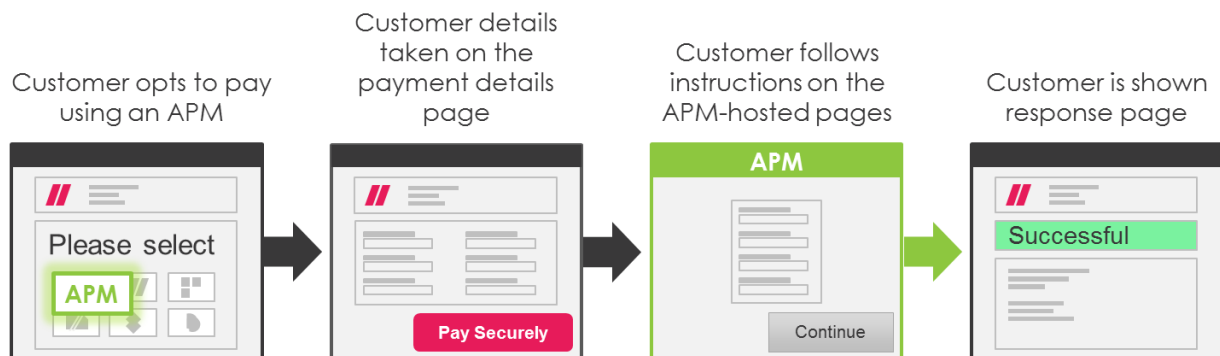 Customer opts to pay
using an APM
Customer details
taken on the
payment details
page
Customer follows
instructions on the
APM-hosted pages
Customer is shown
response page
Please select
APM
Pay Securely
APM
Continue
Successful